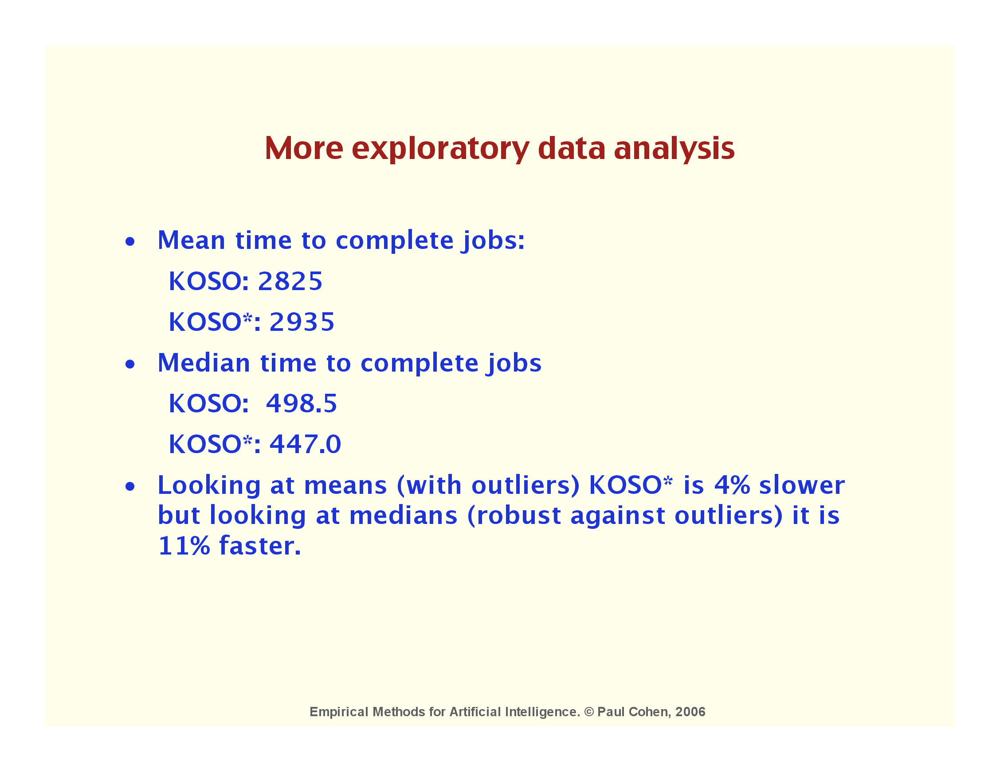 More exploratory data analysis
• Mean time to complete jobs:
KOSO: 2825
KOSO*: 2935
• Median time to complete jobs
KOSO: 498.5
KOSO*: 447.0
• Looking at means (with outliers) KOSO* is 4% slower
but looking at medians (robust against outliers) it is
11% faster.
Empirical Methods for Artificial Intelligence. © Paul Cohen, 2006